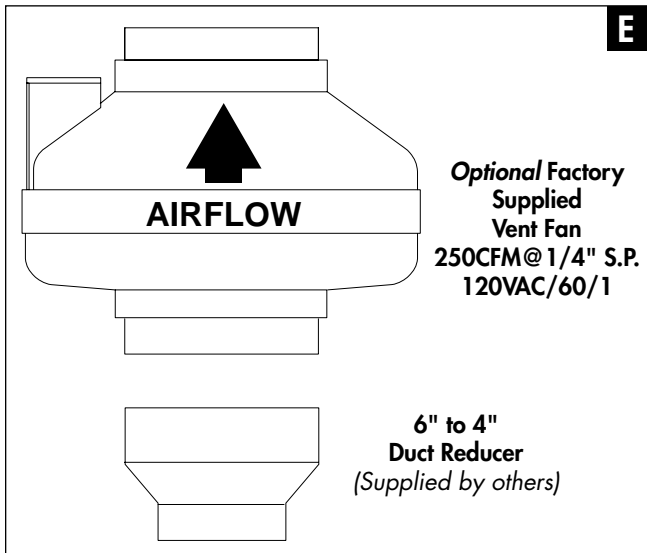 E
AIRFLOW
Optional Factory
Supplied
Vent Fan
250CFM@1/4" S.P.
120VAC/60/1
6" to 4"
Duct Reducer
(Supplied by others)